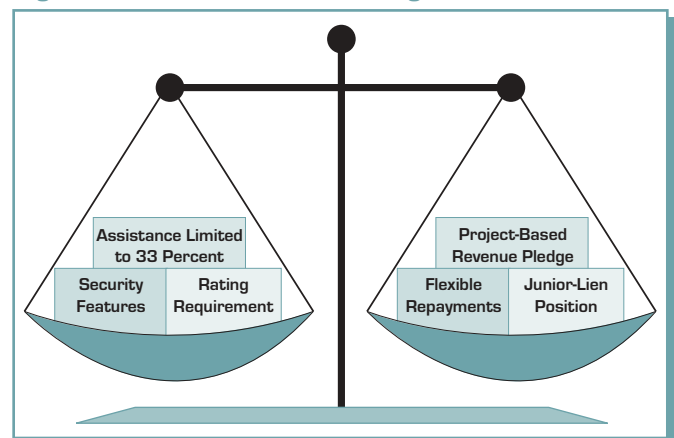 Assistance Limited
to 33 Percent
Security
Features
Rating
Requirement
Project-Based
Revenue Pledge
Flexible
Repayments
Junior-Lien
Position